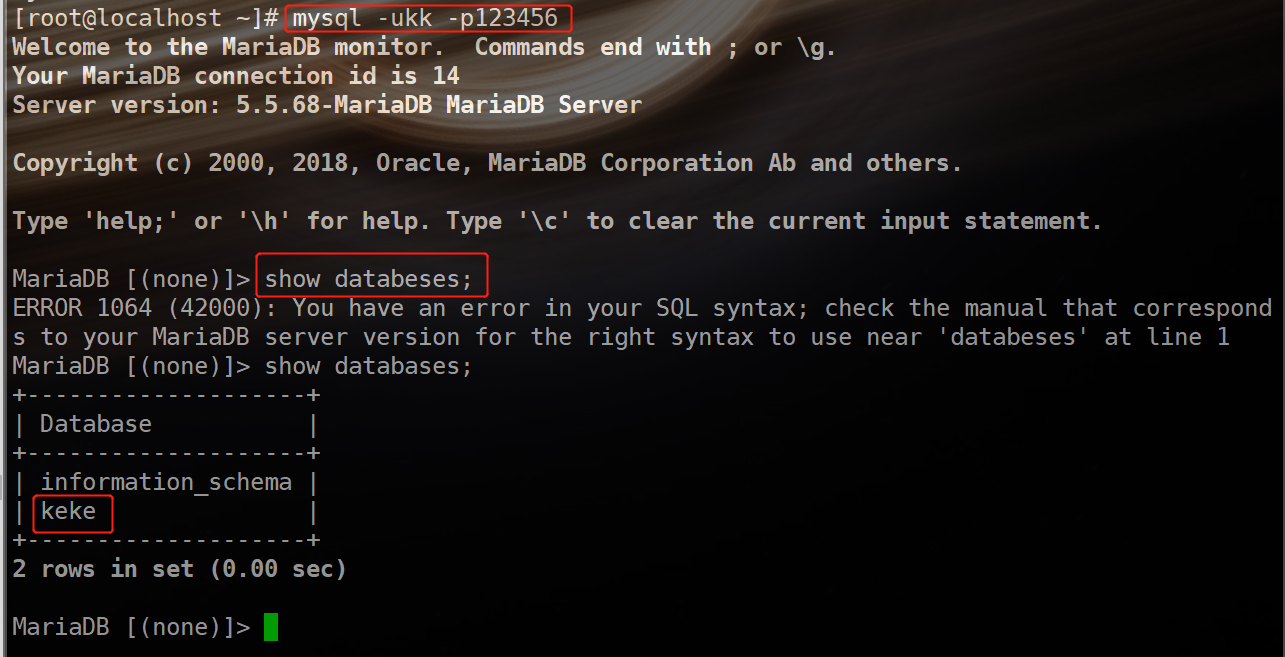 [root@localhost ~]# mysql -ukk -p123456
Welcome to the MariaDB monitor.  Commands end with ; or \g.
Your MariaDB connection id is 14
Server version: 5.5.68-MariaDB MariaDB Server
Copyright (c) 2000, 2018, Oracle, MariaDB Corporation Ab and others.
Type 'help;' or '\h' for help. Type '\c' to clear the current input statement.
MariaDB [(none)]> show databeses;
ERROR 1064 (42000): You have an error in your SQL syntax; check the manual that correspond
s to your MariaDB server version for the right syntax to use near 'databeses' at line 1
MariaDB [(none)]> show databases;
+--------------------+
| Database           |
+--------------------+
| information_schema |
| keke               |
+--------------------+
2 rows in set (0.00 sec)
MariaDB [(none)]>